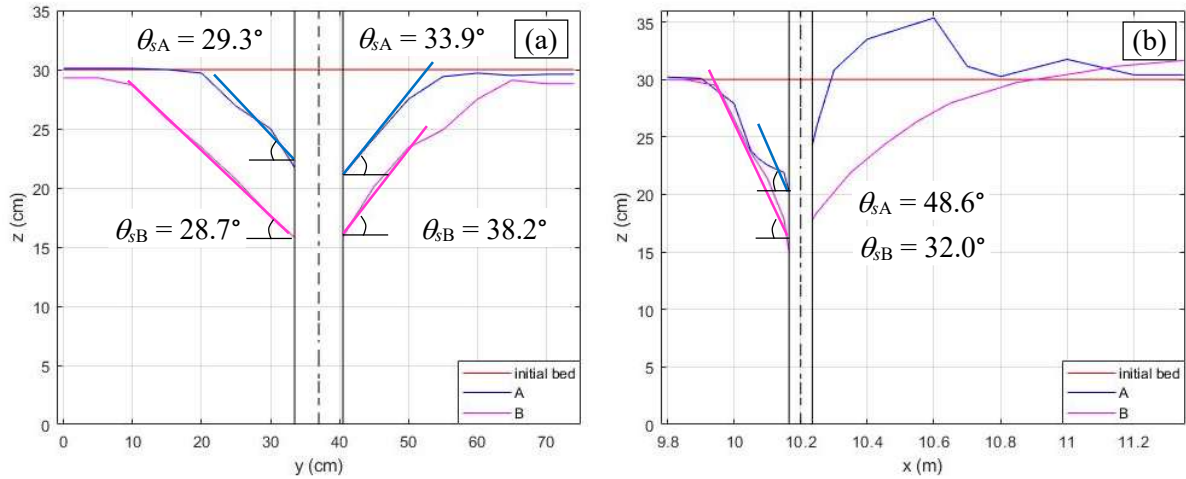 (a)
θsA = 29.3°
θsA = 33.9°
θsB = 28.7°
θsB = 38.2°
35
30
25
20
15
10
5
0
z (cm)
0 10 20 30 40 50 60 70
y (cm)
initial bed
A
B
(b)
θsA = 48.6°
θsB = 32.0°
35
30
25
20
15
10
5
0
z (cm)
9.8 10 10.2 10.4 10.6 10.8 11 11.2
x (m)
initial bed
A
B